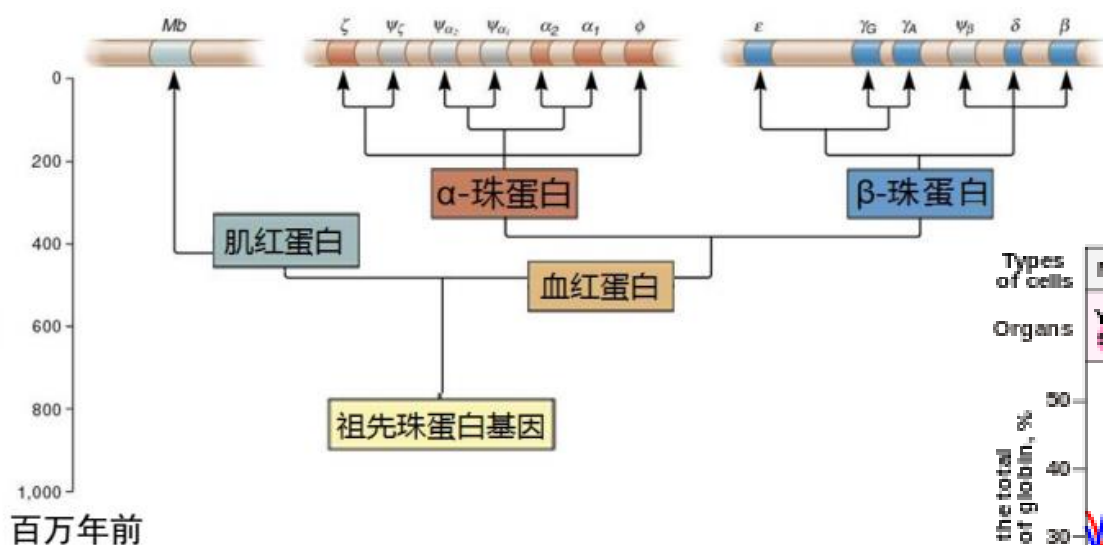 Mb ζ ψζ ψα₂ ψα₁ α₂ α₁ ϕ ε γG γA ψβ δ β
0
200
α-珠蛋白 β-珠蛋白
肌红蛋白
400
血红蛋白
Types
of cells
600
Organs
800
祖先珠蛋白基因
50
40
1,000
the total
of globin, %
30
百万年前